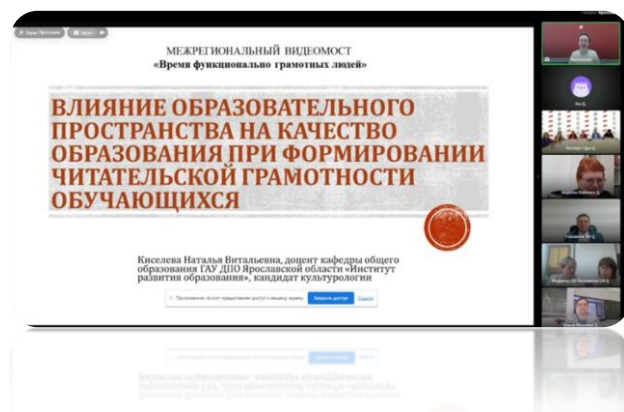 МЕЖРЕГИОНАЛЬНЫЙ ВИДЕОМОСТ
«Время функционально грамотных людей»
ВЛИЯНИЕ ОБРАЗОВАТЕЛЬНОГО
ПРОСТРАНСТВА НА КАЧЕСТВО
ОБРАЗОВАНИЯ ПРИ ФОРМИРОВАНИИ
ЧИТАТЕЛЬСКОЙ ГРАМОТНОСТИ
ОБУЧАЮЩИХСЯ
Киселева Наталья Витальевна, доцент кафедры общего
образования ГАУ ДПО Ярославской области «Институт
развития образования», кандидат культурологии
Закрыть доступ
Скрыть